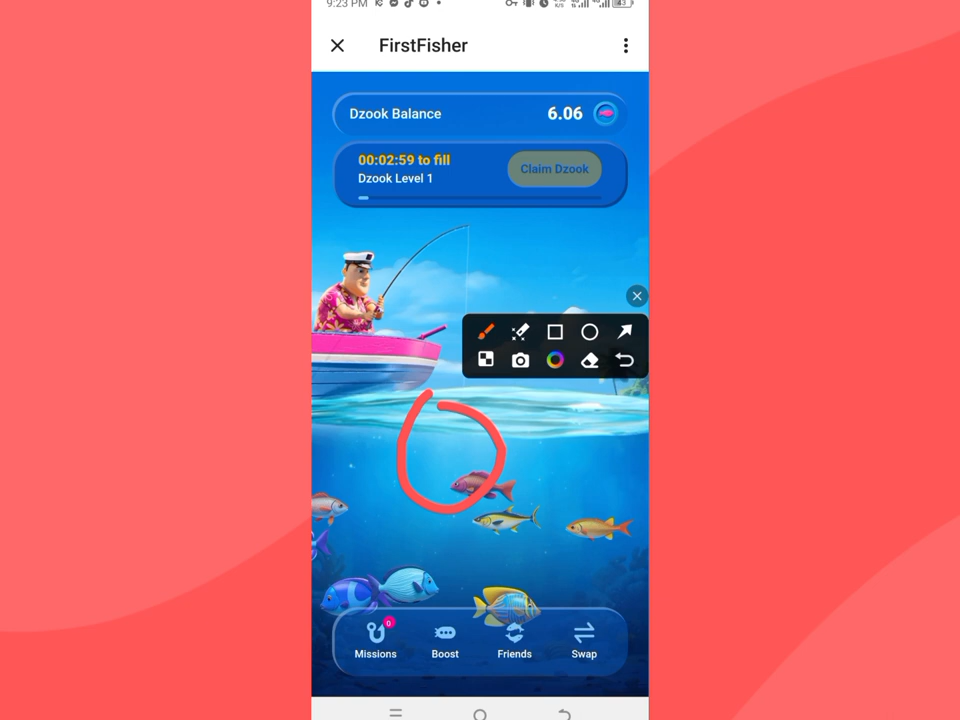 9:23 PM
FirstFisher
Dzook Balance
6.06
00:02:59 to fill
Dzook Level 1
Claim Dzook
0
Missions
Boost
Friends
Swap